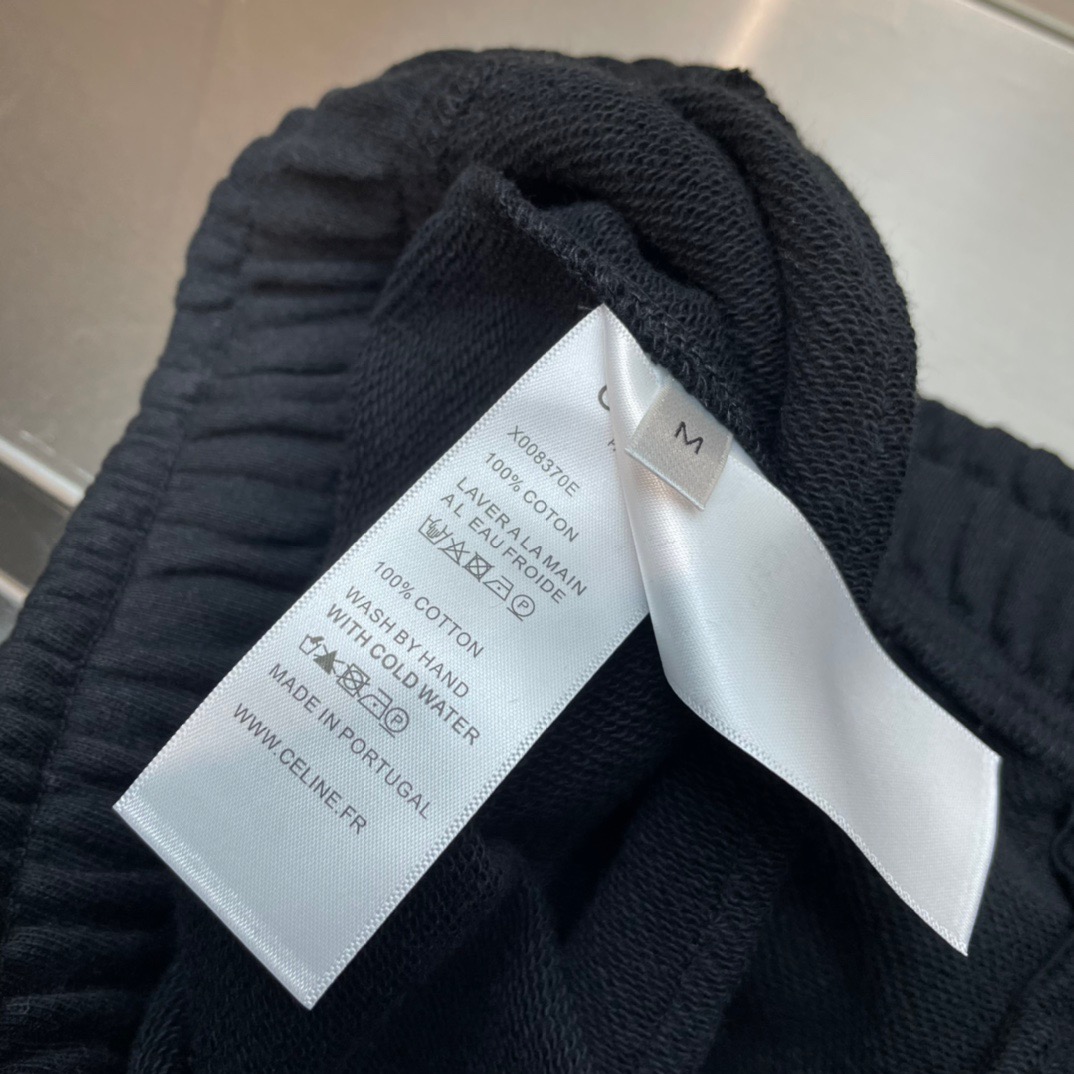 X008370E
100% COTON
LAVER A LA MAIN
A L EAU FROIDE
P
100% COTTON
WASH BY HAND
WITH COLD WATER
P
MADE IN PORTUGAL
WWW.CELINE.FR
M